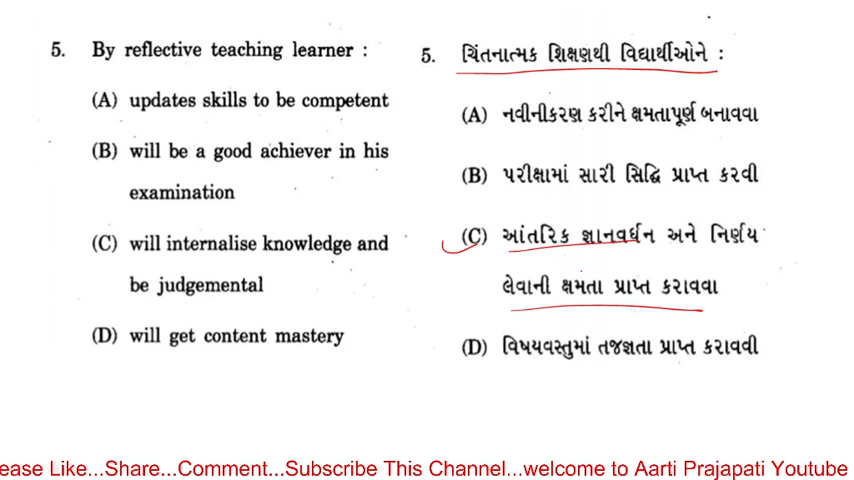 5. By reflective teaching learner :
(A) updates skills to be competent
(B) will be a good achiever in his
examination
(C) will internalise knowledge and
be judgemental
(D) will get content mastery
5. ચિંતનાત્મક શિક્ષણથી વિદ્યાર્થીઓને :
(A) નવીનીકરણ કરીને ક્ષમતાપૂર્ણ બનાવવા
(B) પરીક્ષામાં સારી સિદ્ધિ પ્રાપ્ત કરવી
(C) આંતરિક જ્ઞાનવર્ધન અને નિર્ણય
લેવાની ક્ષમતા પ્રાપ્ત કરાવવા
(D) વિષયવસ્તુમાં તજજ્ઞતા પ્રાપ્ત કરાવવી
ease Like...Share...Comment...Subscribe This Channel...welcome to Aarti Prajapati Youtube